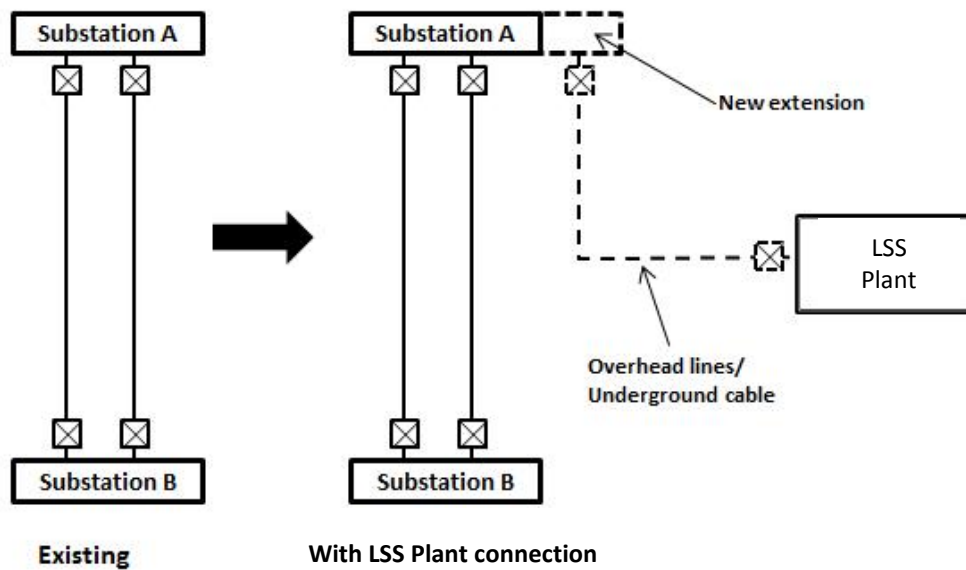 Substation A
Substation A
New extension
LSS
Plant
Overhead lines/
Underground cable
Substation B
Substation B
Existing
With LSS Plant connection